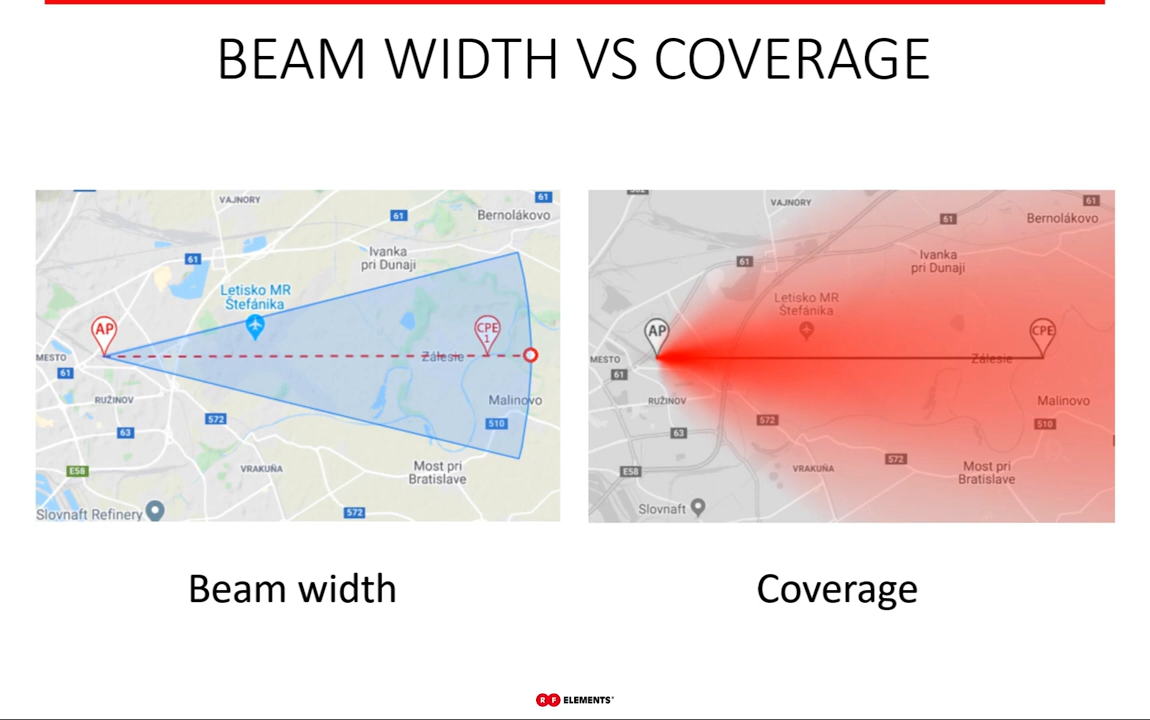 BEAM WIDTH VS COVERAGE
61
VAJNORY
61
Bernolákovo
Ivanka
pri Dunaji
61
Letisko MR
Štefánika
AP
CPE
1
MESTO
Zálesie
61
RUŽINOV
Malinovo
572
510
63
E58
VRAKUŇA
Most pri
Bratislave
Slovnaft Refinery
572
VAJNORY
61
61
Bernolákovo
Ivanka
pri Dunaji
61
Letisko MR
Štefánika
AP
CPE
MESTO
Zálesie
61
RUŽINOV
Malinovo
572
510
63
572
E58
VRAKUŇA
Most pri
Bratislave
Slovnaft
Beam width
Coverage
RF ELEMENTS